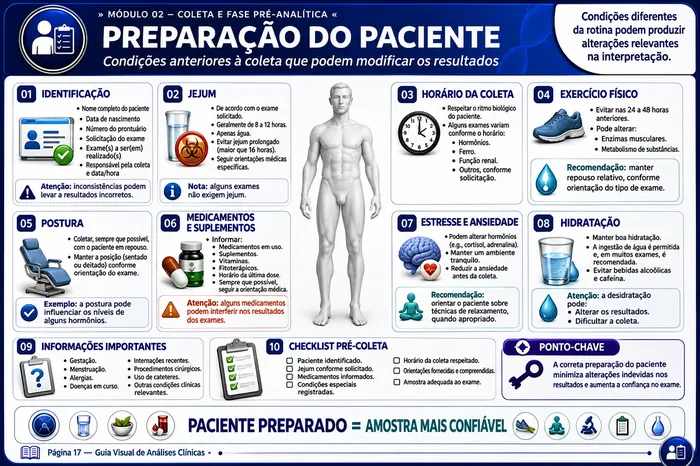 » MÓDULO 02 – COLETA E FASE PRÉ-ANALÍTICA «
PREPARAÇÃO DO PACIENTE
Condições anteriores à coleta que podem modificar os resultados
Condições diferentes
da rotina podem produzir
alterações relevantes
na interpretação.
01 IDENTIFICAÇÃO
• Nome completo do paciente
• Data de nascimento
• Número do prontuário
• Solicitação do exame
• Exame(s) a ser(em)
realizado(s)
• Responsável pela coleta
e data/hora
Atenção: inconsistências podem
levar a resultados incorretos.
02 JEJUM
• De acordo com o exame
solicitado.
• Geralmente de 8 a 12 horas.
• Apenas água.
• Evitar jejum prolongado
(maior que 16 horas).
• Seguir orientações médicas
específicas.
Nota: alguns exames
não exigem jejum.
03 HORÁRIO DA COLETA
• Respeitar o ritmo biológico
do paciente.
• Alguns exames variam
conforme o horário:
• Hormônios.
• Ferro.
• Função renal.
• Outros, conforme
solicitação.
04 EXERCÍCIO FÍSICO
• Evitar nas 24 a 48 horas
anteriores.
• Pode alterar:
• Enzimas musculares.
• Metabolismo de substâncias.
Recomendação: manter
repouso relativo, conforme
orientação do tipo de exame.
05 POSTURA
• Coletar, sempre que possível,
com o paciente em repouso.
• Manter a posição (sentado
ou deitado) conforme
orientação do exame.
Exemplo: a postura pode
influenciar os níveis de
alguns hormônios.
06 MEDICAMENTOS
E SUPLEMENTOS
• Informar:
• Medicamentos em uso.
• Suplementos.
• Vitaminas.
• Fitoterápicos.
• Horário da última dose.
• Sempre que possível,
seguir a orientação médica.
Atenção: alguns medicamentos
podem interferir nos resultados
dos exames.
07 ESTRESSE E ANSIEDADE
• Podem alterar hormônios
(e.g., cortisol, adrenalina).
• Manter um ambiente
tranquilo.
• Reduzir a ansiedade
antes da coleta.
Recomendação:
orientar o paciente sobre
técnicas de relaxamento,
quando apropriado.
08 HIDRATAÇÃO
• Manter boa hidratação.
• A ingestão de água é permitida
e, em muitos exames, é
recomendada.
• Evitar bebidas alcoólicas
e cafeína.
Atenção: a desidratação
pode:
• Alterar os resultados.
• Dificultar a coleta.
09 INFORMAÇÕES IMPORTANTES
• Gestação.
• Menstruação.
• Alergias.
• Doenças em curso.
• Internações recentes.
• Procedimentos cirúrgicos.
• Uso de cateteres.
• Outras condições clínicas
relevantes.
10 CHECKLIST PRÉ-COLETA
Paciente identificado.
Jejum conforme solicitado.
Medicamentos informados.
Condições especiais
registradas.
Horário da coleta respeitado.
Orientações fornecidas e compreendidas.
Amostra adequada ao exame.
PONTO-CHAVE
A correta preparação do paciente
minimiza alterações indevidas nos
resultados e aumenta a confiança no exame.
PACIENTE PREPARADO = AMOSTRA MAIS CONFIÁVEL
Página 17 — Guia Visual de Análises Clínicas